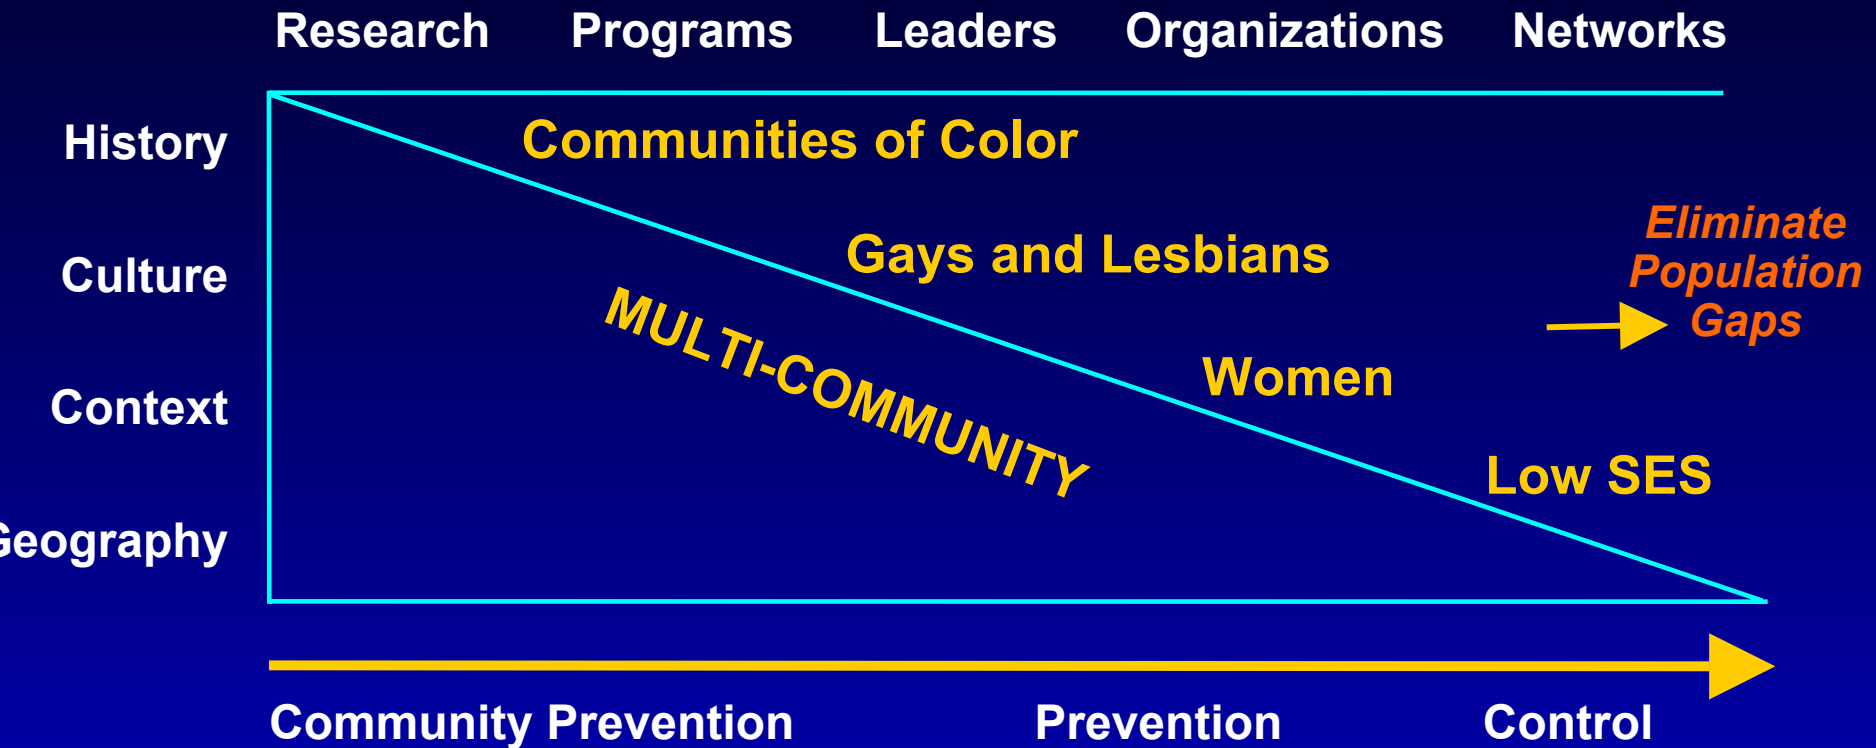 Research Programs Leaders Organizations Networks
History
Communities of Color
Culture
Gays and Lesbians
Eliminate
Population
Gaps
MULTI-COMMUNITY
Context
Women
Low SES
Geography
Community Prevention Prevention Control